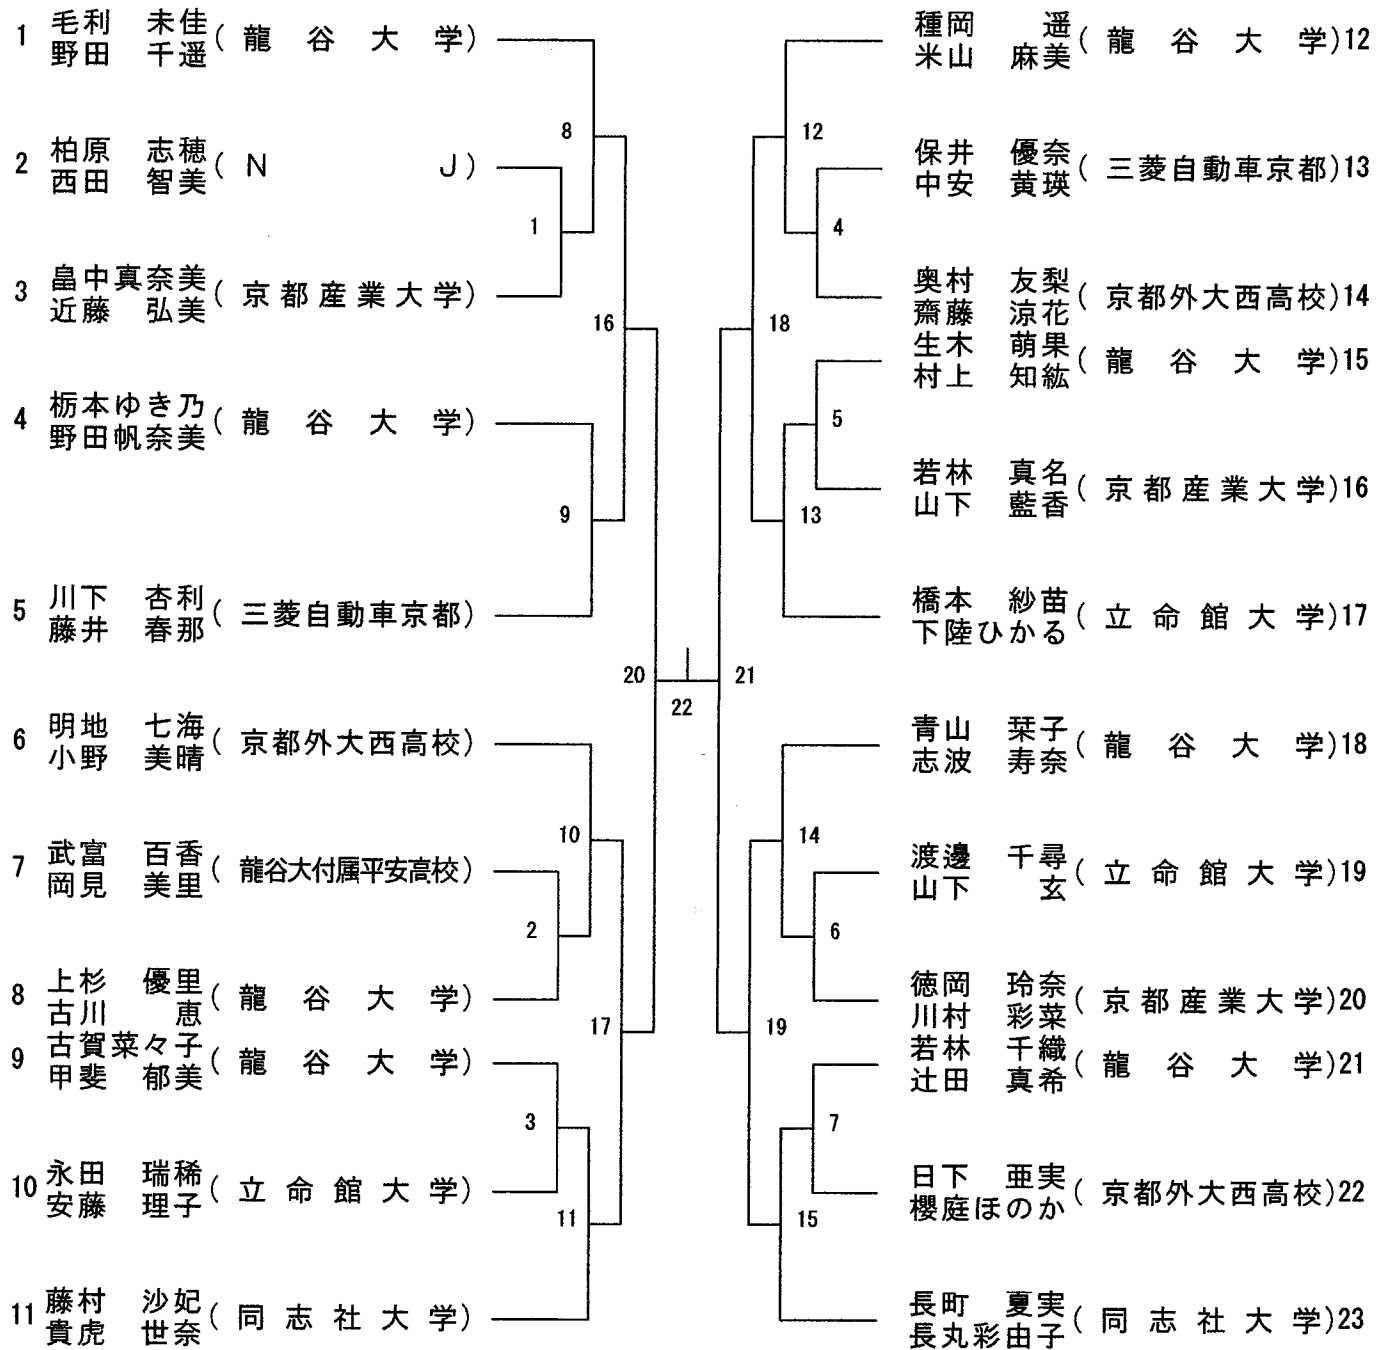 1 毛利 未佳 野田 千遥 (龍谷大学)
2 柏原 志穂 西田 智美 (NJ)
3 畠中真奈美 近藤 弘美 (京都産業大学)
4 栃本ゆき乃 野田帆奈美 (龍谷大学)
5 川下 杏利 藤井 春那 (三菱自動車京都)
6 明地 七海 小野 美晴 (京都外大西高校)
7 武富 百香 岡見 美里 (龍谷大付属平安高校)
8 上杉 優里 古川 恵 (龍谷大学)
9 古賀菜々子 甲斐 郁美 (龍谷大学)
10 永田 瑞稀 安藤 理子 (立命館大学)
11 藤村 沙妃 貴虎 世奈 (同志社大学)
8
1
16
9
20
10
2
17
3
11
22
12
4
18
5
13
21
14
6
19
7
15
種岡 遥 米山 麻美 (龍谷大学)12
保井 優奈 中安 黄瑛 (三菱自動車京都)13
奥村 友梨 齋藤 涼花 (京都外大西高校)14
生木 萌果 村上 知紘 (龍谷大学)15
若林 真名 山下 藍香 (京都産業大学)16
橋本 紗苗 下陸ひかる (立命館大学)17
青山 栞子 志波 寿奈 (龍谷大学)18
渡邊 千尋 山下 玄 (立命館大学)19
徳岡 玲奈 川村 彩菜 (京都産業大学)20
若林 千織 辻田 真希 (龍谷大学)21
日下 亜実 櫻庭ほのか (京都外大西高校)22
長町 夏実 長丸彩由子 (同志社大学)23